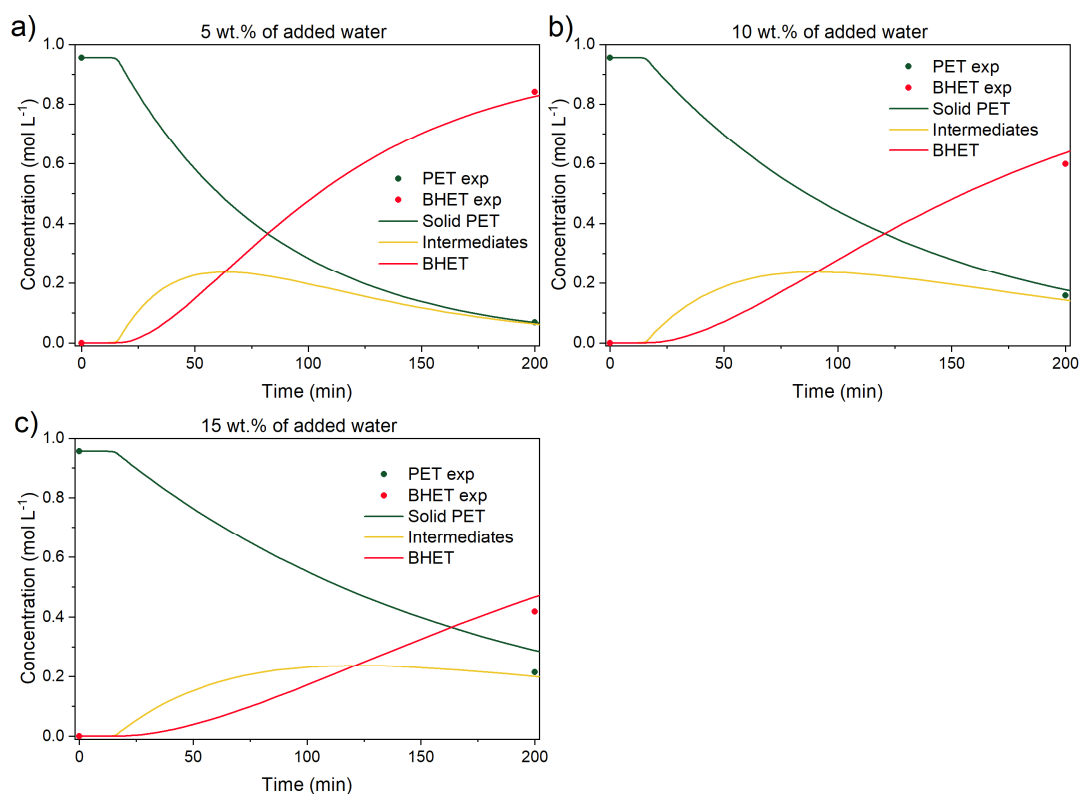 a)
5 wt.% of added water
Concentration (mol L⁻¹)
1.0
0.8
0.6
0.4
0.2
0.0
PET exp
BHET exp
Solid PET
Intermediates
BHET
0 50 100 150 200
Time (min)
b)
10 wt.% of added water
Concentration (mol L⁻¹)
1.0
0.8
0.6
0.4
0.2
0.0
PET exp
BHET exp
Solid PET
Intermediates
BHET
0 50 100 150 200
Time (min)
c)
15 wt.% of added water
Concentration (mol L⁻¹)
1.0
0.8
0.6
0.4
0.2
0.0
PET exp
BHET exp
Solid PET
Intermediates
BHET
0 50 100 150 200
Time (min)